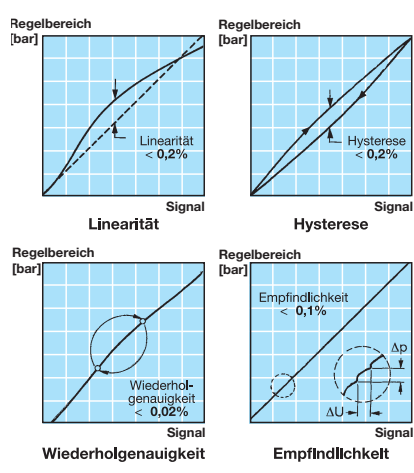 Regelbereich
[bar]
Linearität
< 0,2%
Signal
Linearität
Regelbereich
[bar]
Hysterese
< 0,2%
Signal
Hysterese
Regelbereich
[bar]
Wiederhol-
genauigkeit
< 0,02%
Signal
Wiederholgenauigkeit
Regelbereich
[bar]
Empfindlichkeit
< 0,1%
Δp
ΔU
Signal
Empfindlichkeit